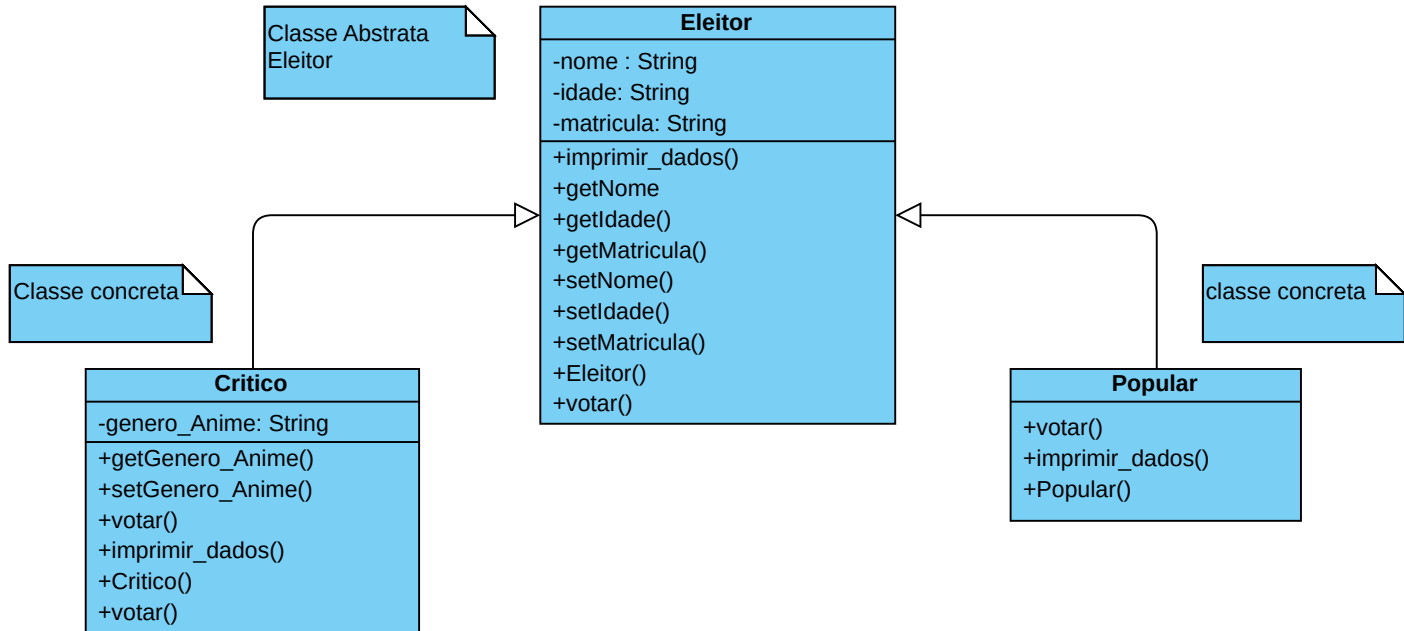 Classe Abstrata
Eleitor
Eleitor
-nome : String
-idade: String
-matricula: String
+imprimir_dados()
+getNome
+getIdade()
+getMatricula()
+setNome()
+setIdade()
+setMatricula()
+Eleitor()
+votar()
Classe concreta
classe concreta
Critico
-genero_Anime: String
+getGenero_Anime()
+setGenero_Anime()
+votar()
+imprimir_dados()
+Critico()
+votar()
Popular
+votar()
+imprimir_dados()
+Popular()